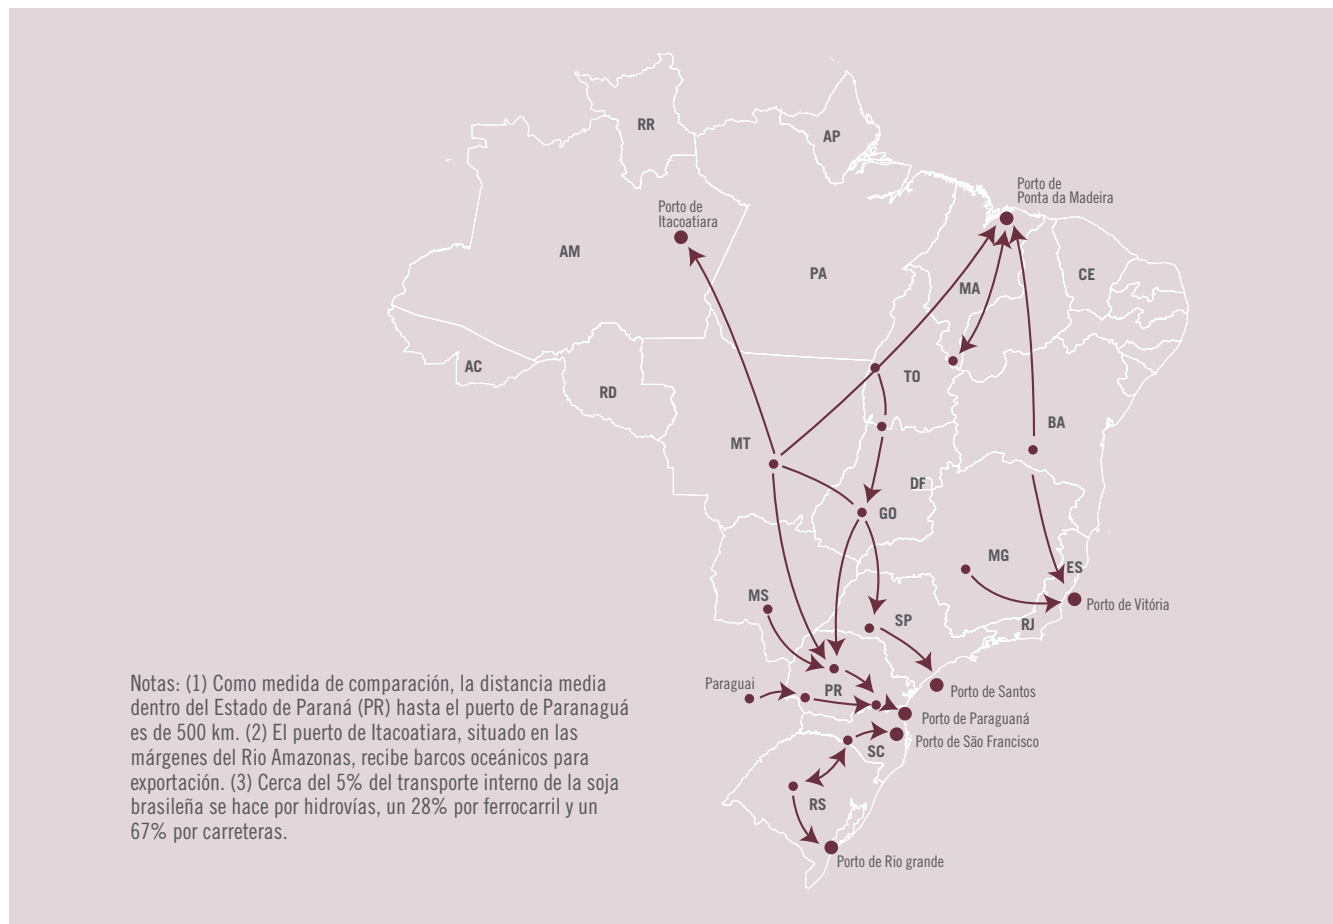 RR
AP
Porto de
Ponta da Madeira
Porto de
Itacoatiara
AM
PA
MA
CE
AC
RD
TO
MT
BA
DF
GO
MG
ES
MS
SP
RJ
Porto de Vitória
Notas: (1) Como medida de comparación, la distancia media
dentro del Estado de Paraná (PR) hasta el puerto de Paranaguá
es de 500 km. (2) El puerto de Itacoatiara, situado en las
márgenes del Rio Amazonas, recibe barcos oceánicos para
exportación. (3) Cerca del 5% del transporte interno de la soja
brasileña se hace por hidrovías, un 28% por ferrocarril y un
67% por carreteras.
Paraguai
PR
Porto de Santos
Porto de Paraguaná
Porto de São Francisco
SC
RS
Porto de Rio grande